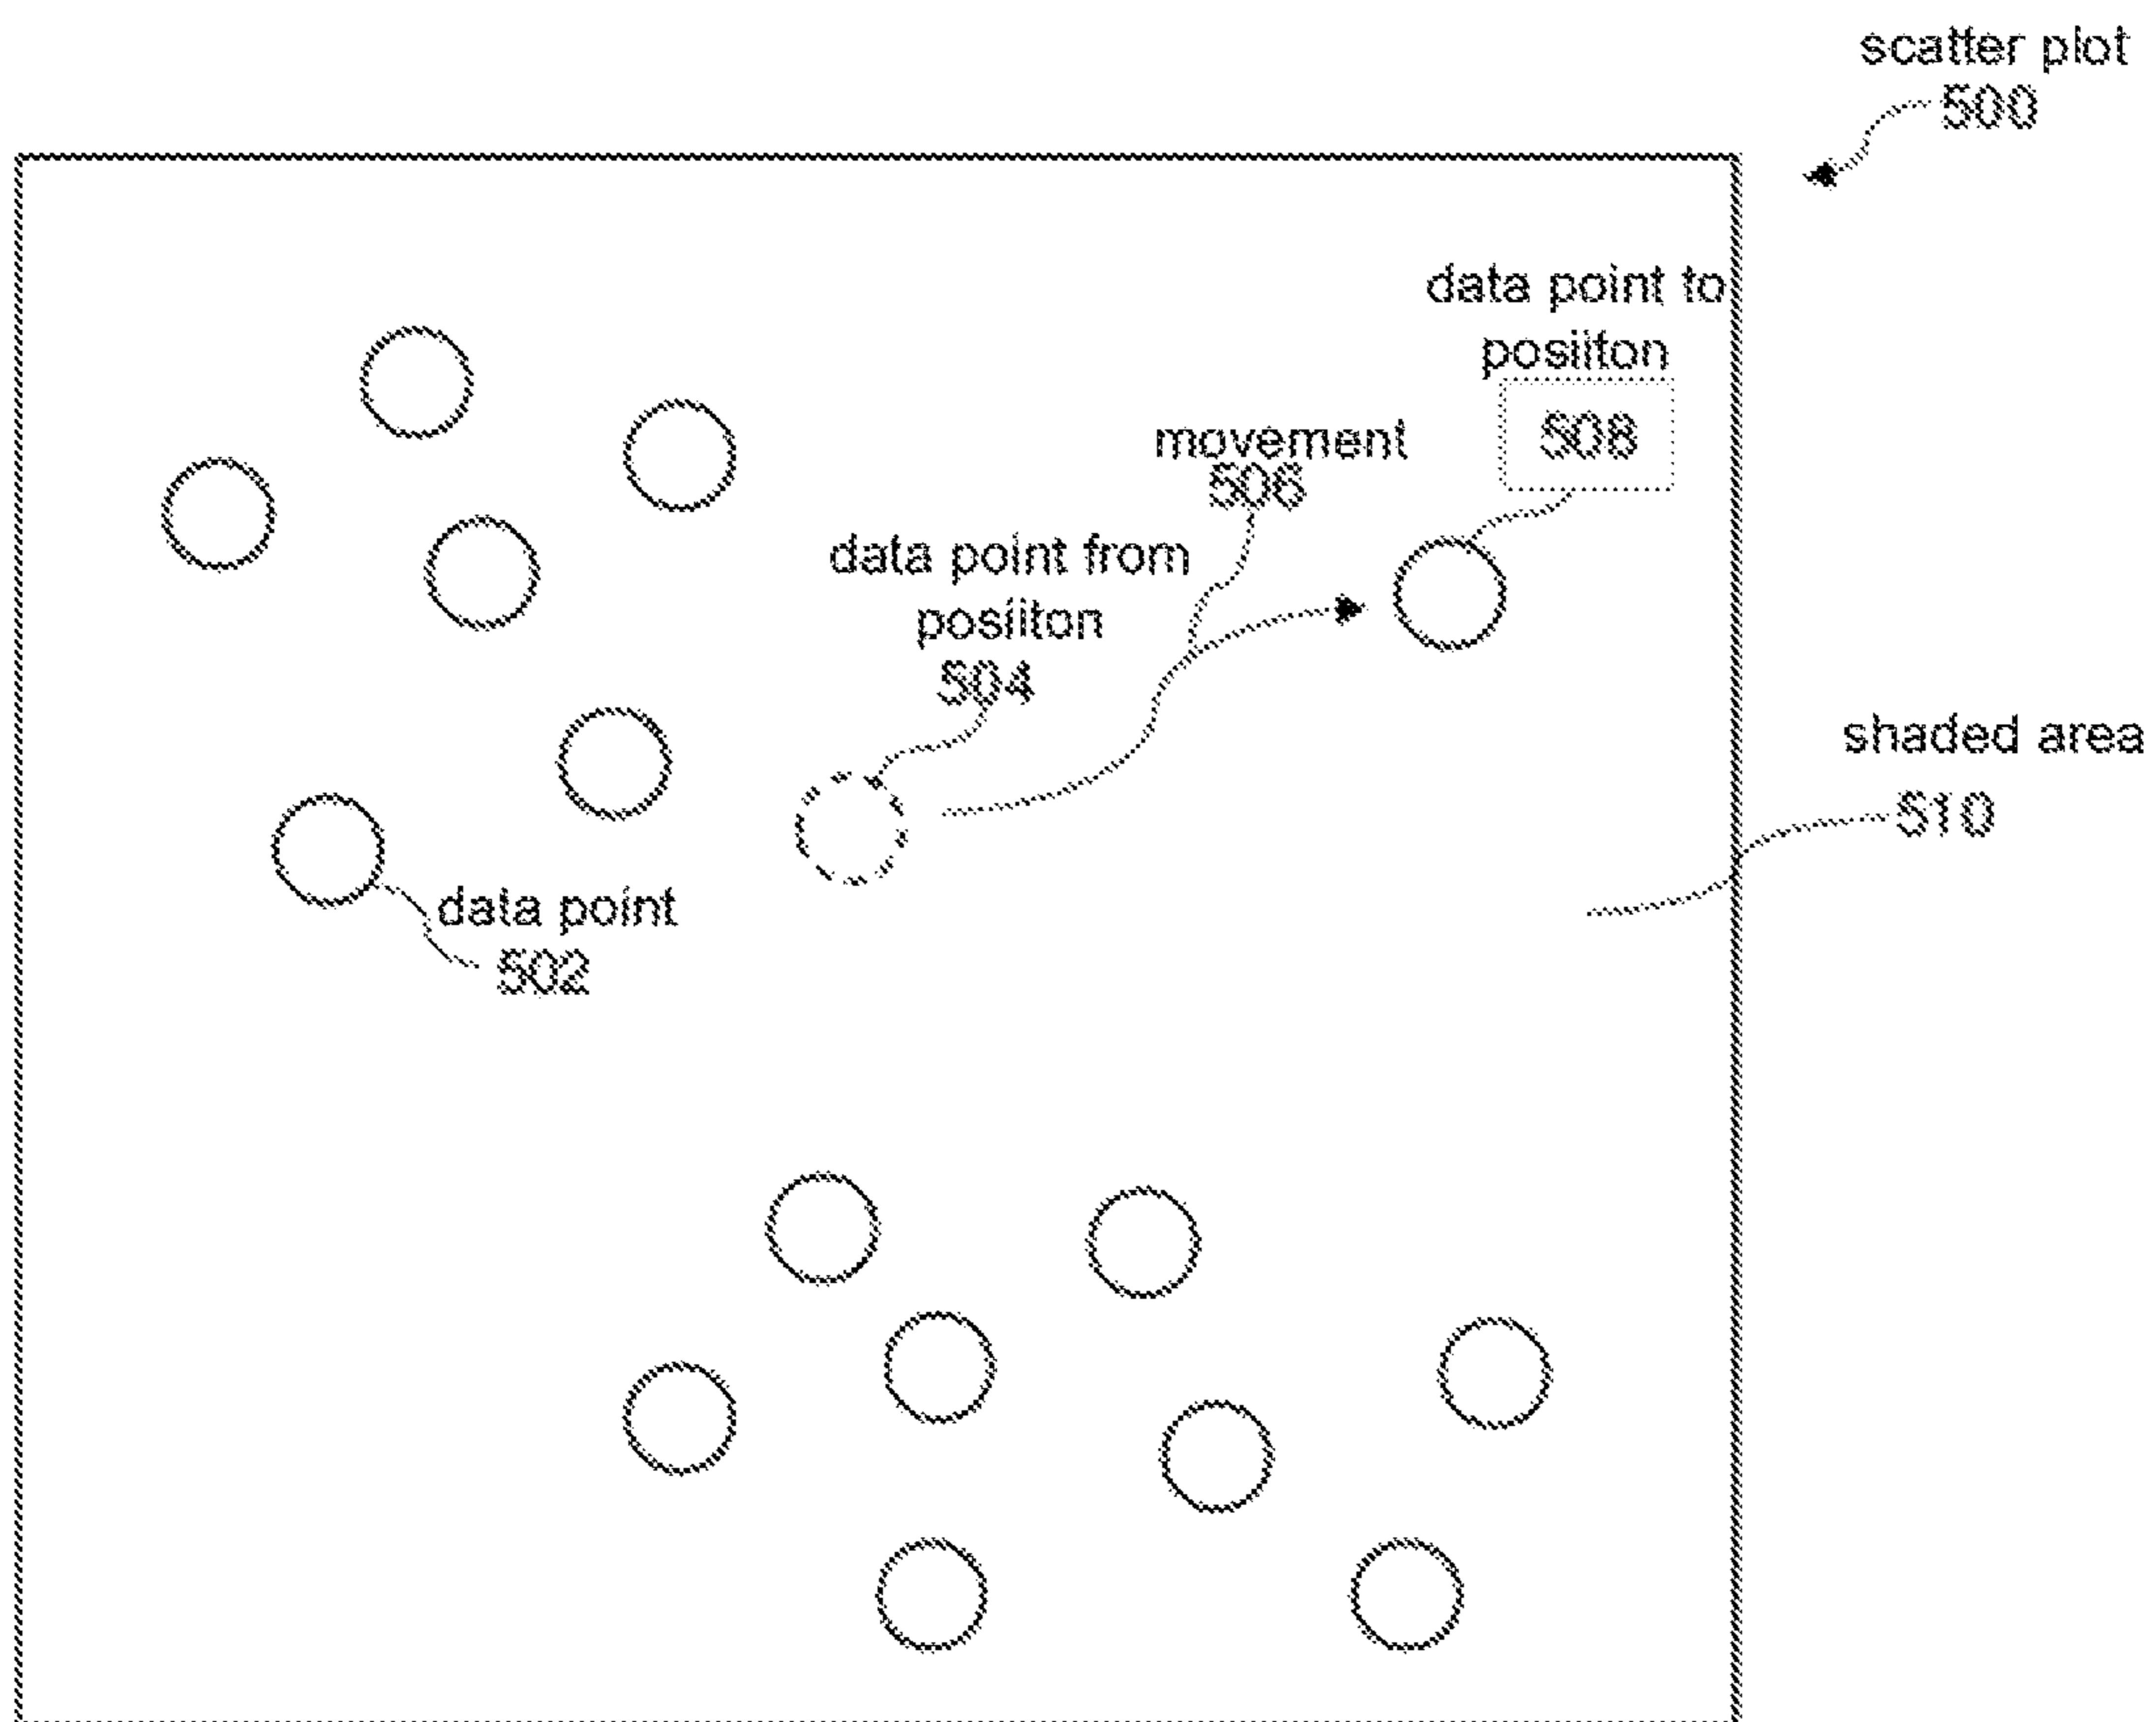 scatter plot
500
data point to
posiiton
508
movement
506
data point from
posiiton
504
shaded area
510
data point
502